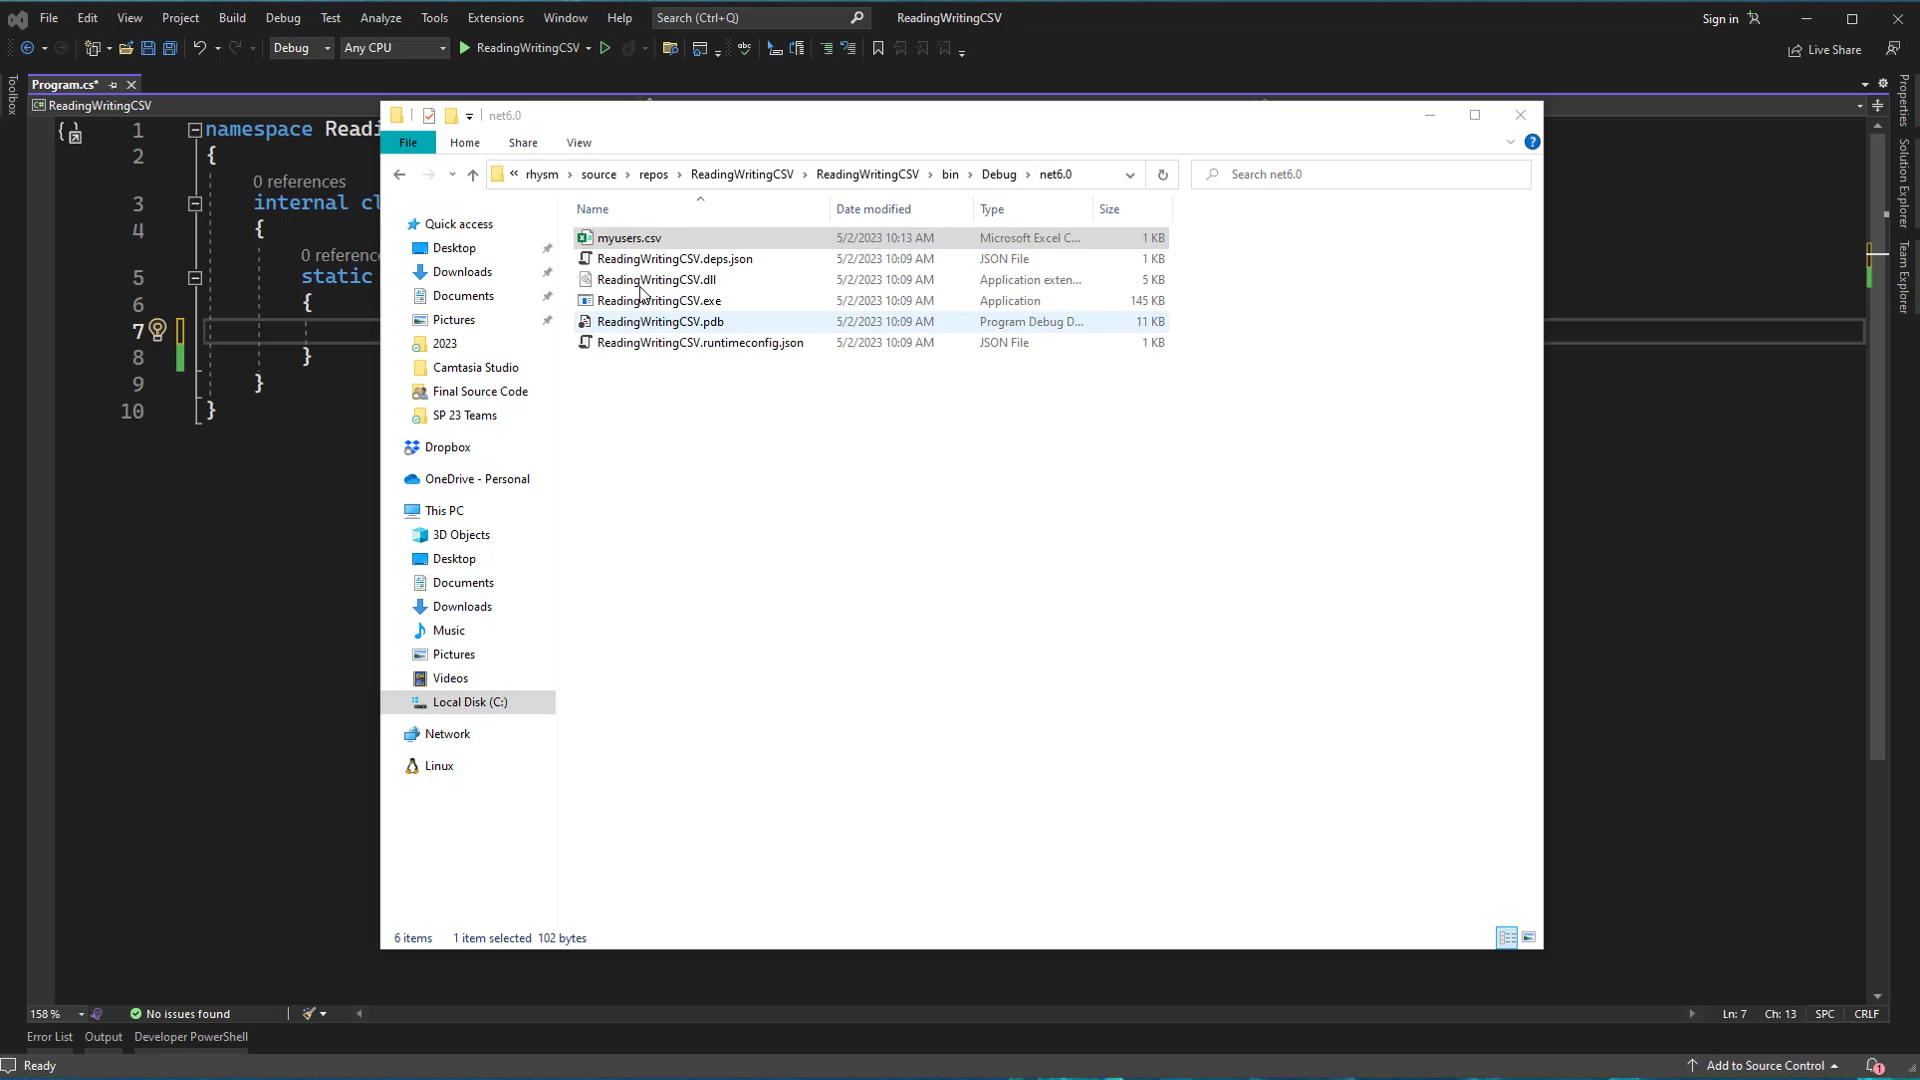 File Edit View Project Build Debug Test Analyze Tools Extensions Window Help Search (Ctrl+Q) ReadingWritingCSV Sign in
Debug Any CPU ReadingWritingCSV Live Share
Program.cs*
ReadingWritingCSV
Toolbox
Properties
Solution Explorer
Team Explorer
1 namespace Readi
2 {
0 references
3 internal cl
4 {
0 reference
5 static
6 {
7
8 }
9 }
10 }
net6.0
File Home Share View
« rhysm › source › repos › ReadingWritingCSV › ReadingWritingCSV › bin › Debug › net6.0
Search net6.0
Name Date modified Type Size
myusers.csv 5/2/2023 10:13 AM Microsoft Excel C... 1 KB
ReadingWritingCSV.deps.json 5/2/2023 10:09 AM JSON File 1 KB
ReadingWritingCSV.dll 5/2/2023 10:09 AM Application exten... 5 KB
ReadingWritingCSV.exe 5/2/2023 10:09 AM Application 145 KB
ReadingWritingCSV.pdb 5/2/2023 10:09 AM Program Debug D... 11 KB
ReadingWritingCSV.runtimeconfig.json 5/2/2023 10:09 AM JSON File 1 KB
Quick access
Desktop
Downloads
Documents
Pictures
2023
Camtasia Studio
Final Source Code
SP 23 Teams
Dropbox
OneDrive - Personal
This PC
3D Objects
Desktop
Documents
Downloads
Music
Pictures
Videos
Local Disk (C:)
Network
Linux
6 items 1 item selected 102 bytes
158 % No issues found Ln: 7 Ch: 13 SPC CRLF
Error List Output Developer PowerShell
Ready Add to Source Control 1